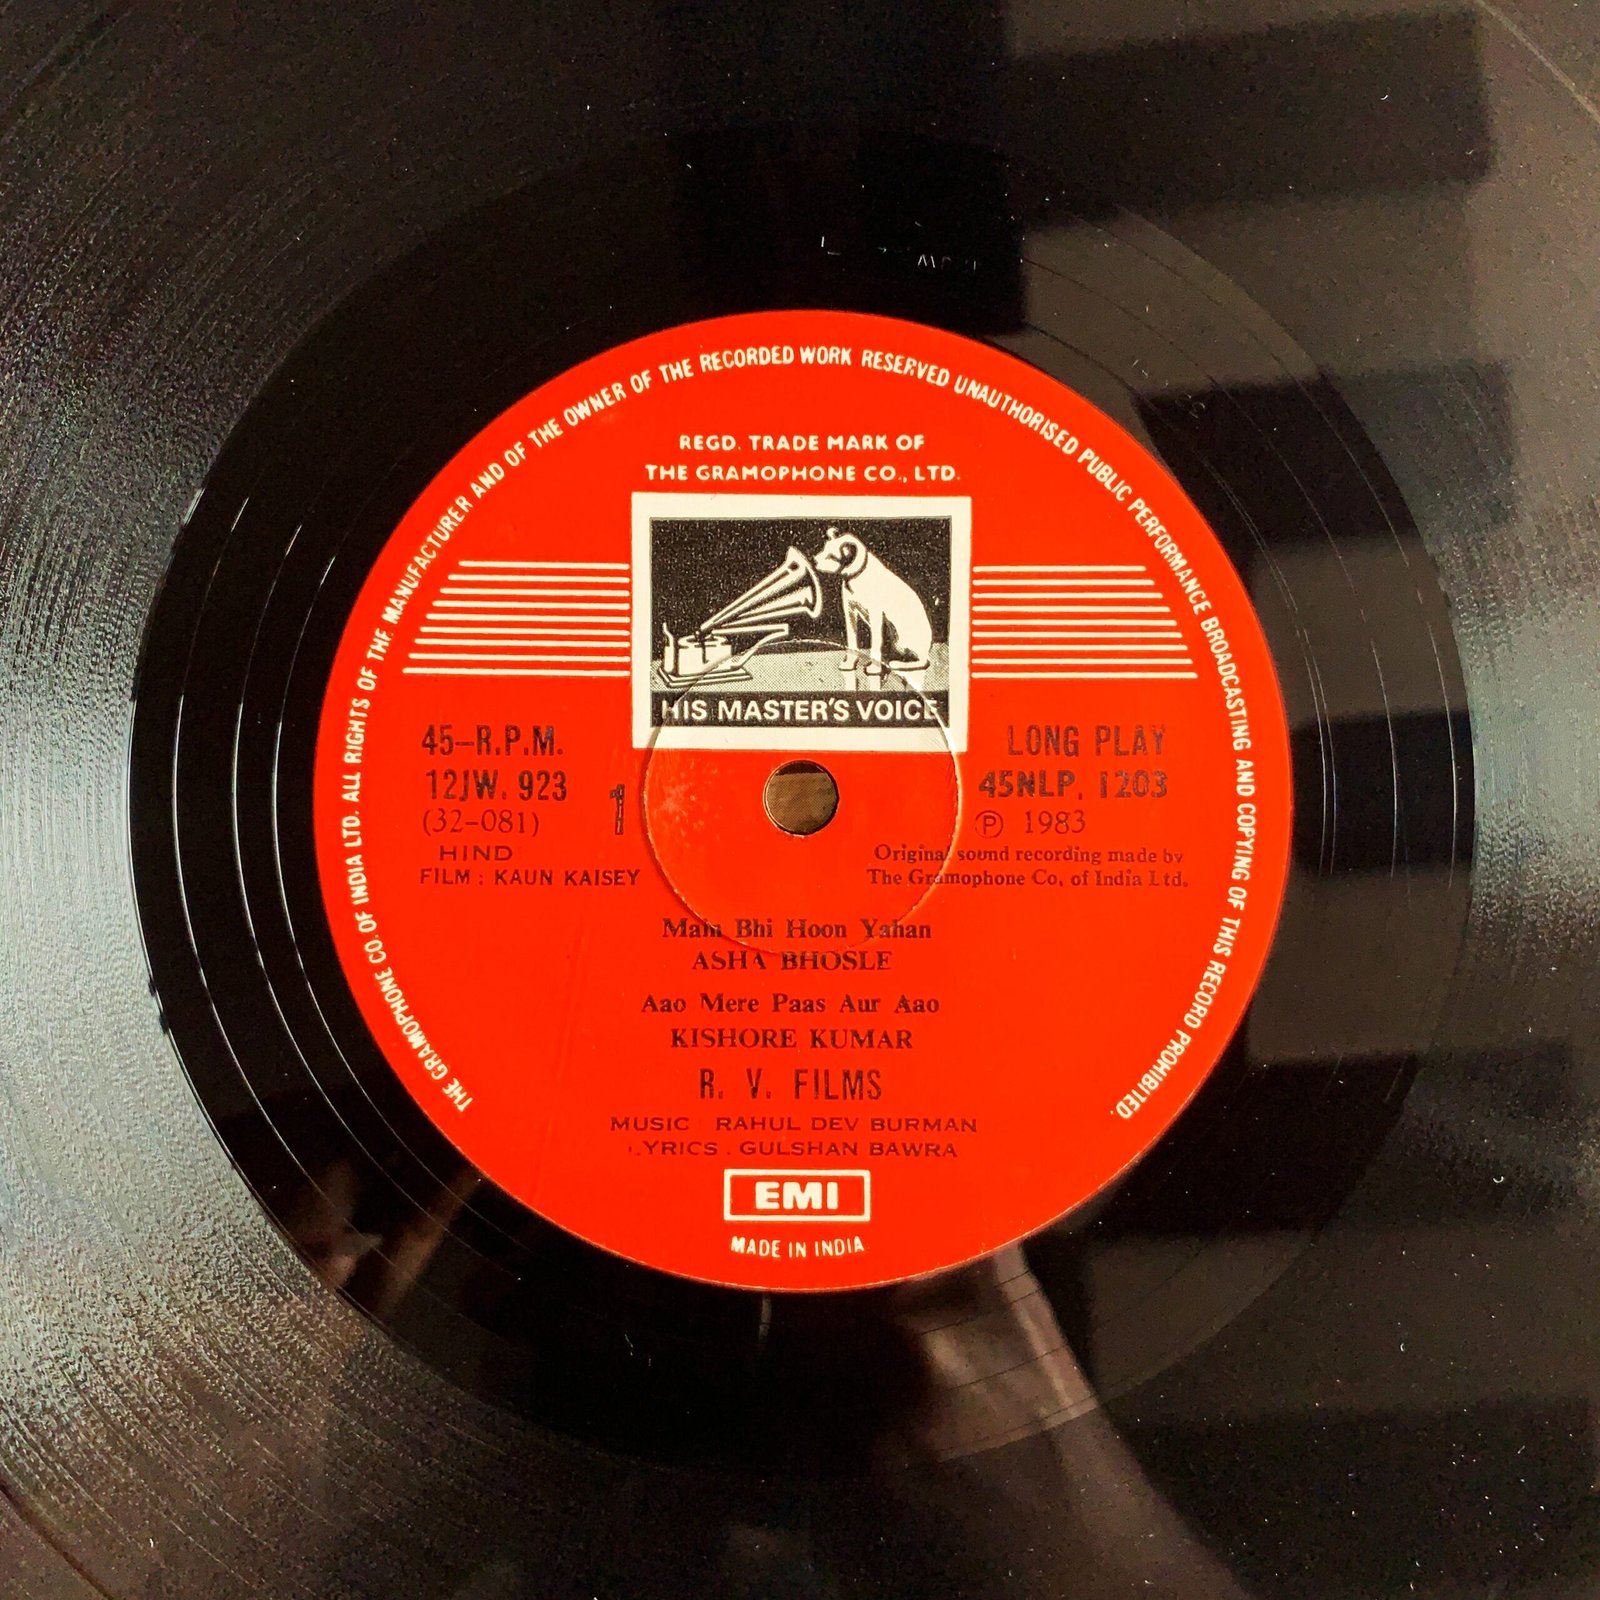 THE GRAMOPHONE CO. OF INDIA LTD. ALL RIGHTS OF THE MANUFACTURER AND OF THE OWNER OF THE RECORDED WORK RESERVED UNAUTHORISED PUBLIC PERFORMANCE BROADCASTING AND COPYING OF THIS RECORD PROHIBITED.
REGD. TRADE MARK OF
THE GRAMOPHONE CO., LTD.
HIS MASTER'S VOICE
45-R.P.M.
12JW. 923
(32-081)
1
HIND
FILM : KAUN KAISEY
LONG PLAY
45NLP. 1203
Ⓟ 1983
Original sound recording made by
The Gramophone Co. of India Ltd.
Main Bhi Hoon Yahan
ASHA BHOSLE
Aao Mere Paas Aur Aao
KISHORE KUMAR
R. V. FILMS
MUSIC : RAHUL DEV BURMAN
LYRICS : GULSHAN BAWRA
EMI
MADE IN INDIA